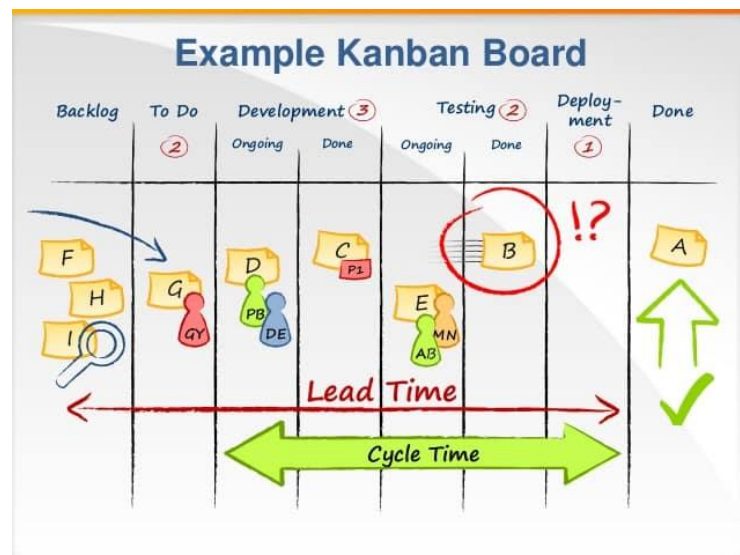 Example Kanban Board
Backlog
To Do
2
Development 3
Ongoing
Done
Testing 2
Ongoing
Done
Deploy-
ment
1
Done
F
H
I
G
GY
D
PB
DE
C
P1
E
MN
AB
B
!?
A
Lead Time
Cycle Time